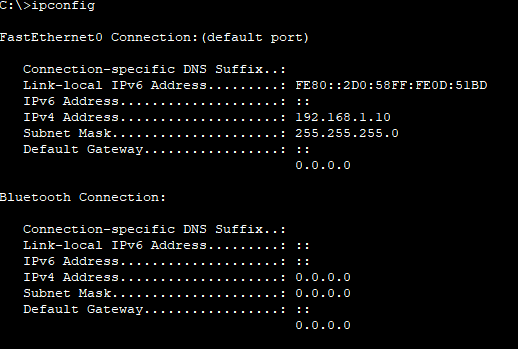 C:\>ipconfig
FastEthernet0 Connection:(default port)
Connection-specific DNS Suffix..:
Link-local IPv6 Address.........: FE80::2D0:58FF:FE0D:51BD
IPv6 Address....................: ::
IPv4 Address....................: 192.168.1.10
Subnet Mask.....................: 255.255.255.0
Default Gateway.................: ::
0.0.0.0
Bluetooth Connection:
Connection-specific DNS Suffix..:
Link-local IPv6 Address.........: ::
IPv6 Address....................: ::
IPv4 Address....................: 0.0.0.0
Subnet Mask.....................: 0.0.0.0
Default Gateway.................: ::
0.0.0.0